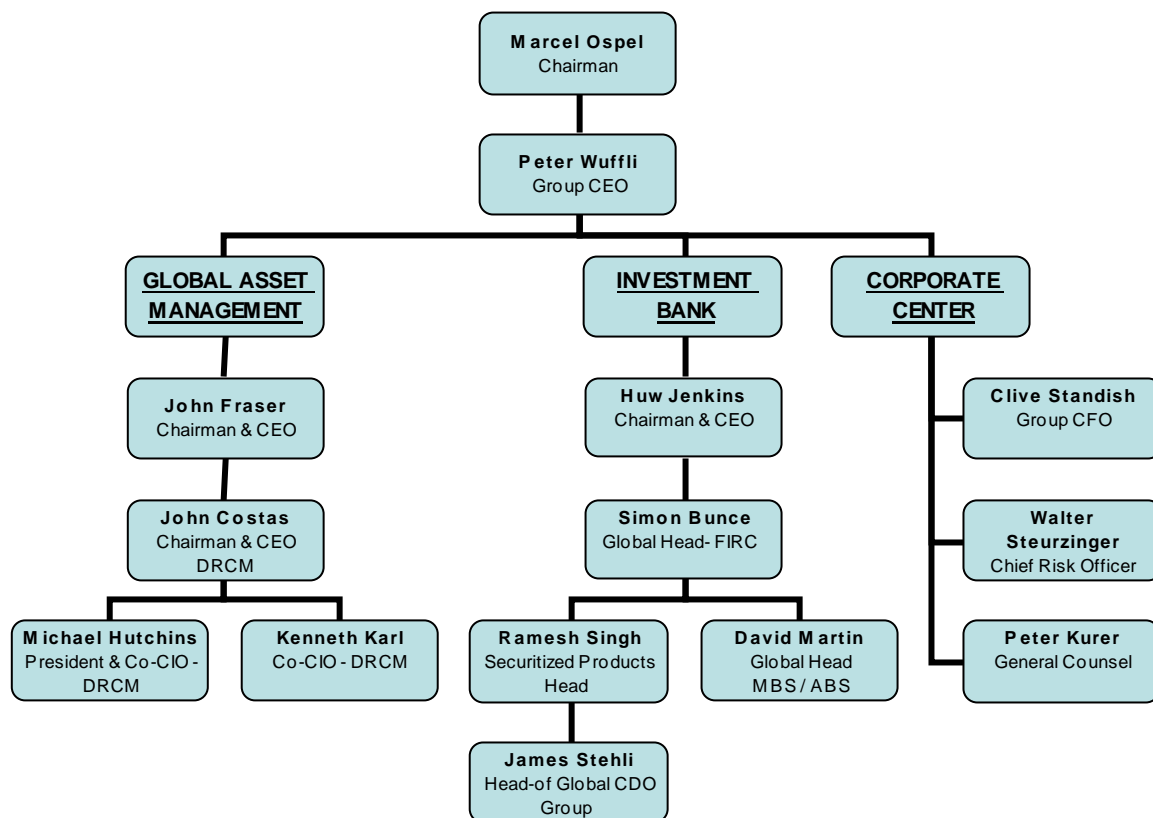 Marcel Ospel
Chairman
Peter Wuffli
Group CEO
GLOBAL ASSET
MANAGEMENT
INVESTMENT
BANK
CORPORATE
CENTER
John Fraser
Chairman & CEO
Huw Jenkins
Chairman & CEO
Clive Standish
Group CFO
John Costas
Chairman & CEO
DRCM
Simon Bunce
Global Head- FIRC
Walter
Steurzinger
Chief Risk Officer
Michael Hutchins
President & Co-CIO -
DRCM
Kenneth Karl
Co-CIO - DRCM
Ramesh Singh
Securitized Products
Head
David Martin
Global Head
MBS / ABS
Peter Kurer
General Counsel
James Stehli
Head-of Global CDO
Group